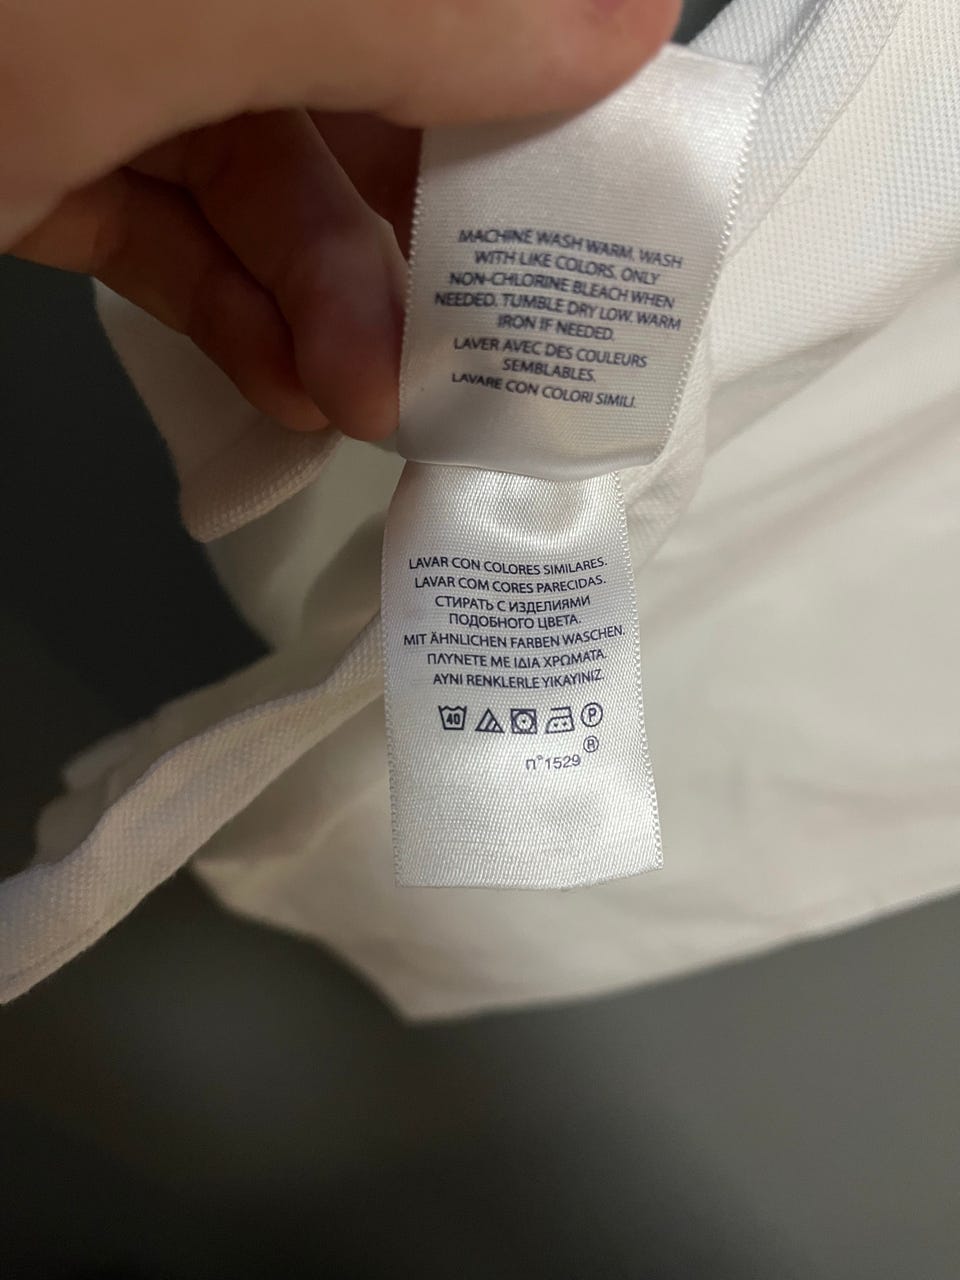 MACHINE WASH WARM. WASH
WITH LIKE COLORS. ONLY
NON-CHLORINE BLEACH WHEN
NEEDED. TUMBLE DRY LOW. WARM
IRON IF NEEDED.
LAVER AVEC DES COULEURS
SEMBLABLES.
LAVARE CON COLORI SIMILI.
LAVAR CON COLORES SIMILARES.
LAVAR COM CORES PARECIDAS.
СТИРАТЬ С ИЗДЕЛИЯМИ
ПОДОБНОГО ЦВЕТА.
MIT ÄHNLICHEN FARBEN WASCHEN.
ΠΛΥΝΕΤΕ ΜΕ ΙΔΙΑ ΧΡΩΜΑΤΑ.
AYNI RENKLERLE YIKAYINIZ.
40 P
®
n°1529